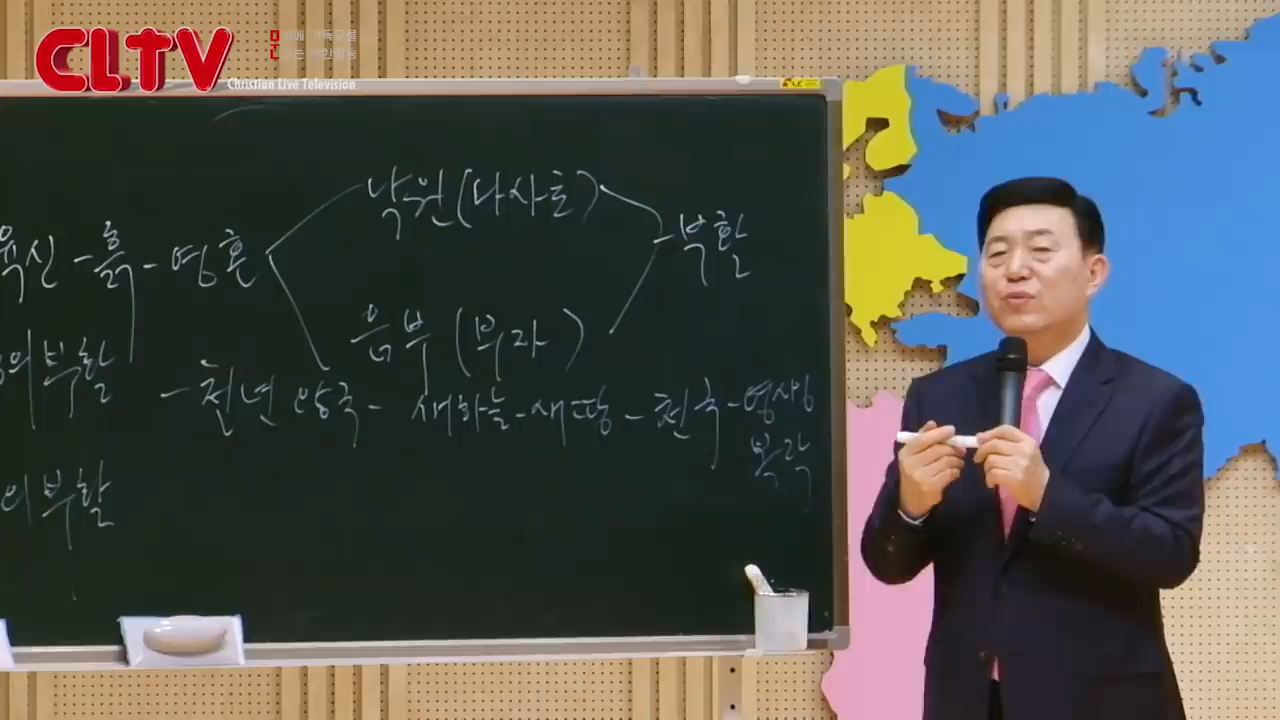 CLTV
Christian Live Television
낙원(나사로)
육신 - 흙 - 영혼
부활
음부 (부자)
의부활
- 천년 왕국 - 새하늘 - 새땅 - 천국 - 영생
복락
의부활